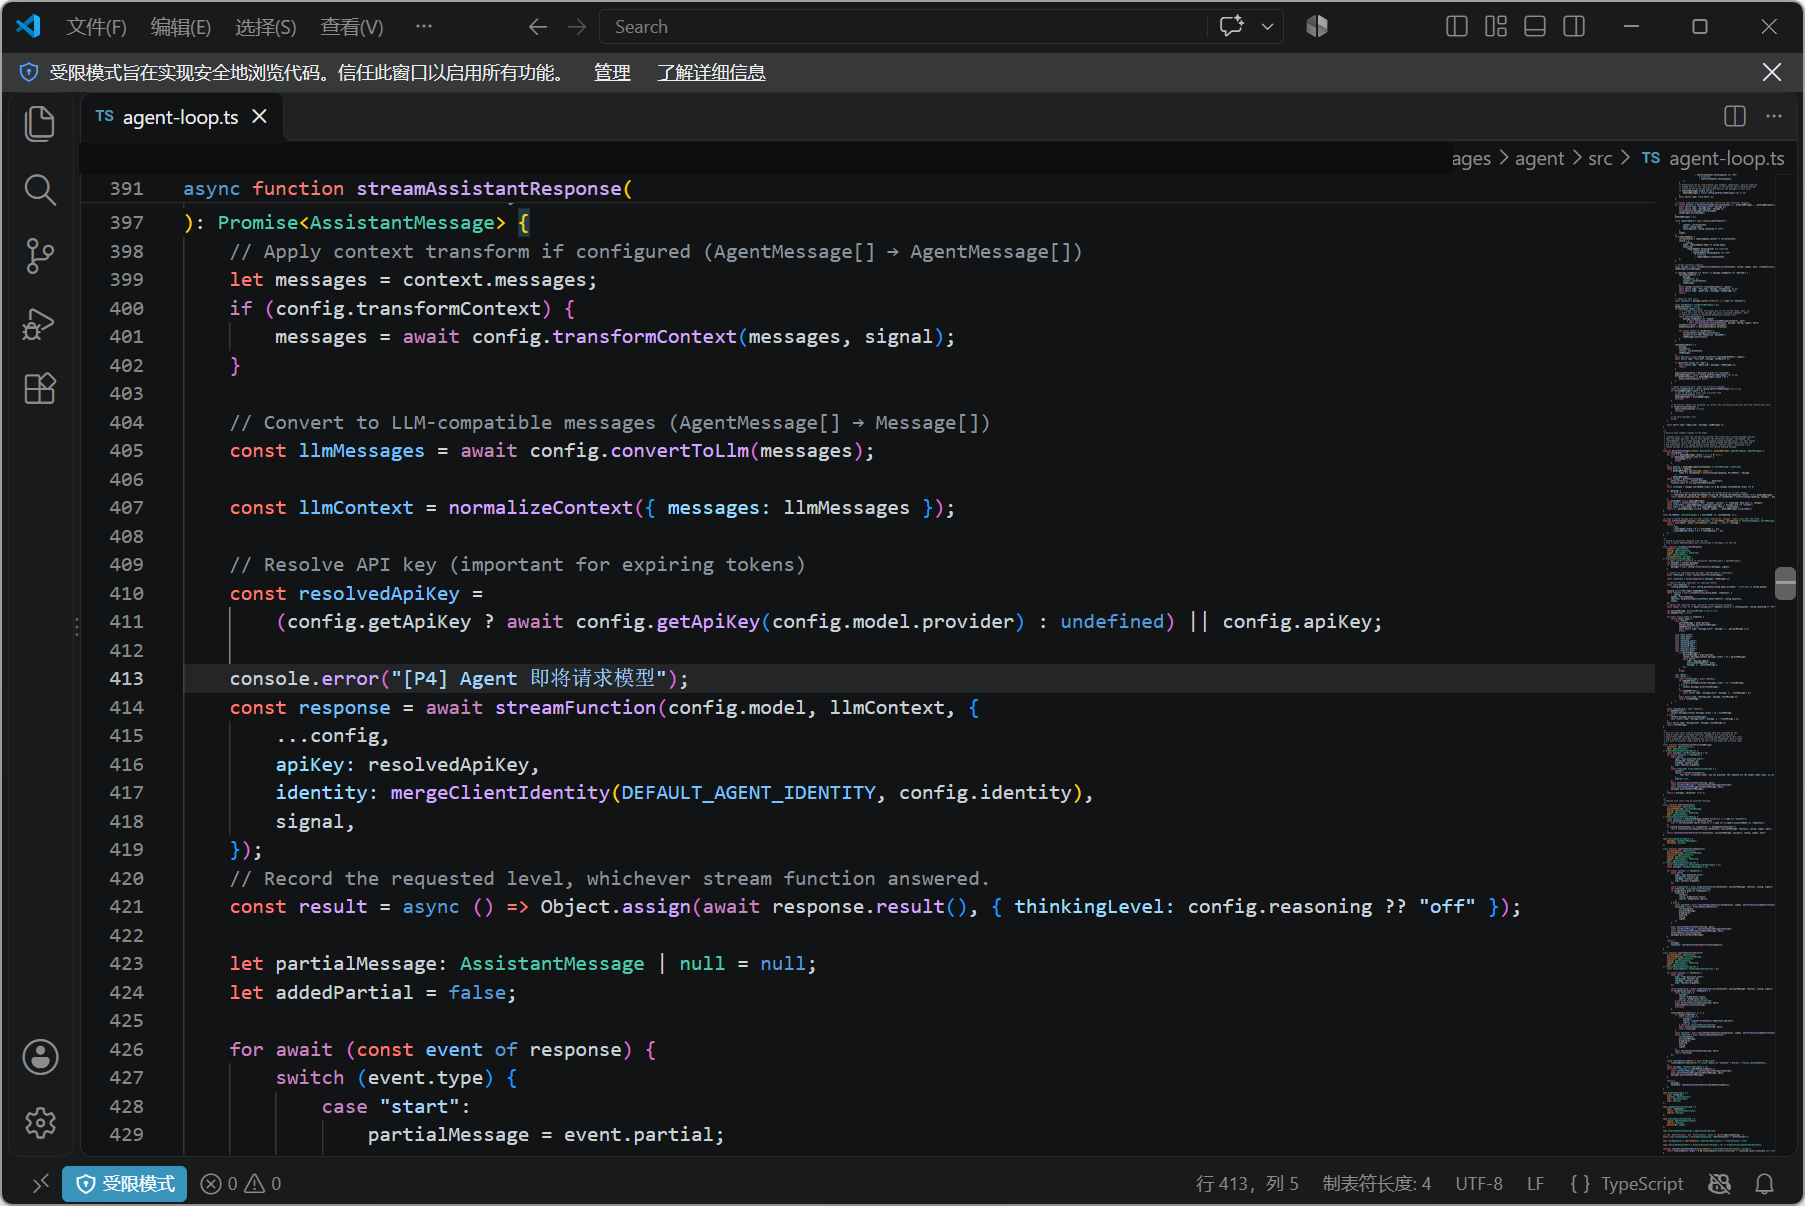 文件(F) 编辑(E) 选择(S) 查看(V) ··· Search
受限模式旨在实现安全地浏览代码。信任此窗口以启用所有功能。 管理 了解详细信息
TS agent-loop.ts
ages > agent > src > TS agent-loop.ts
391 async function streamAssistantResponse(
397 ): Promise<AssistantMessage> {
398 // Apply context transform if configured (AgentMessage[] → AgentMessage[])
399 let messages = context.messages;
400 if (config.transformContext) {
401 messages = await config.transformContext(messages, signal);
402 }
403
404 // Convert to LLM-compatible messages (AgentMessage[] → Message[])
405 const llmMessages = await config.convertToLlm(messages);
406
407 const llmContext = normalizeContext({ messages: llmMessages });
408
409 // Resolve API key (important for expiring tokens)
410 const resolvedApiKey =
411 (config.getApiKey ? await config.getApiKey(config.model.provider) : undefined) || config.apiKey;
412
413 console.error("[P4] Agent 即将请求模型");
414 const response = await streamFunction(config.model, llmContext, {
415 ...config,
416 apiKey: resolvedApiKey,
417 identity: mergeClientIdentity(DEFAULT_AGENT_IDENTITY, config.identity),
418 signal,
419 });
420 // Record the requested level, whichever stream function answered.
421 const result = async () => Object.assign(await response.result(), { thinkingLevel: config.reasoning ?? "off" });
422
423 let partialMessage: AssistantMessage | null = null;
424 let addedPartial = false;
425
426 for await (const event of response) {
427 switch (event.type) {
428 case "start":
429 partialMessage = event.partial;
受限模式 0 0 行 413，列 5 制表符长度: 4 UTF-8 LF { } TypeScript